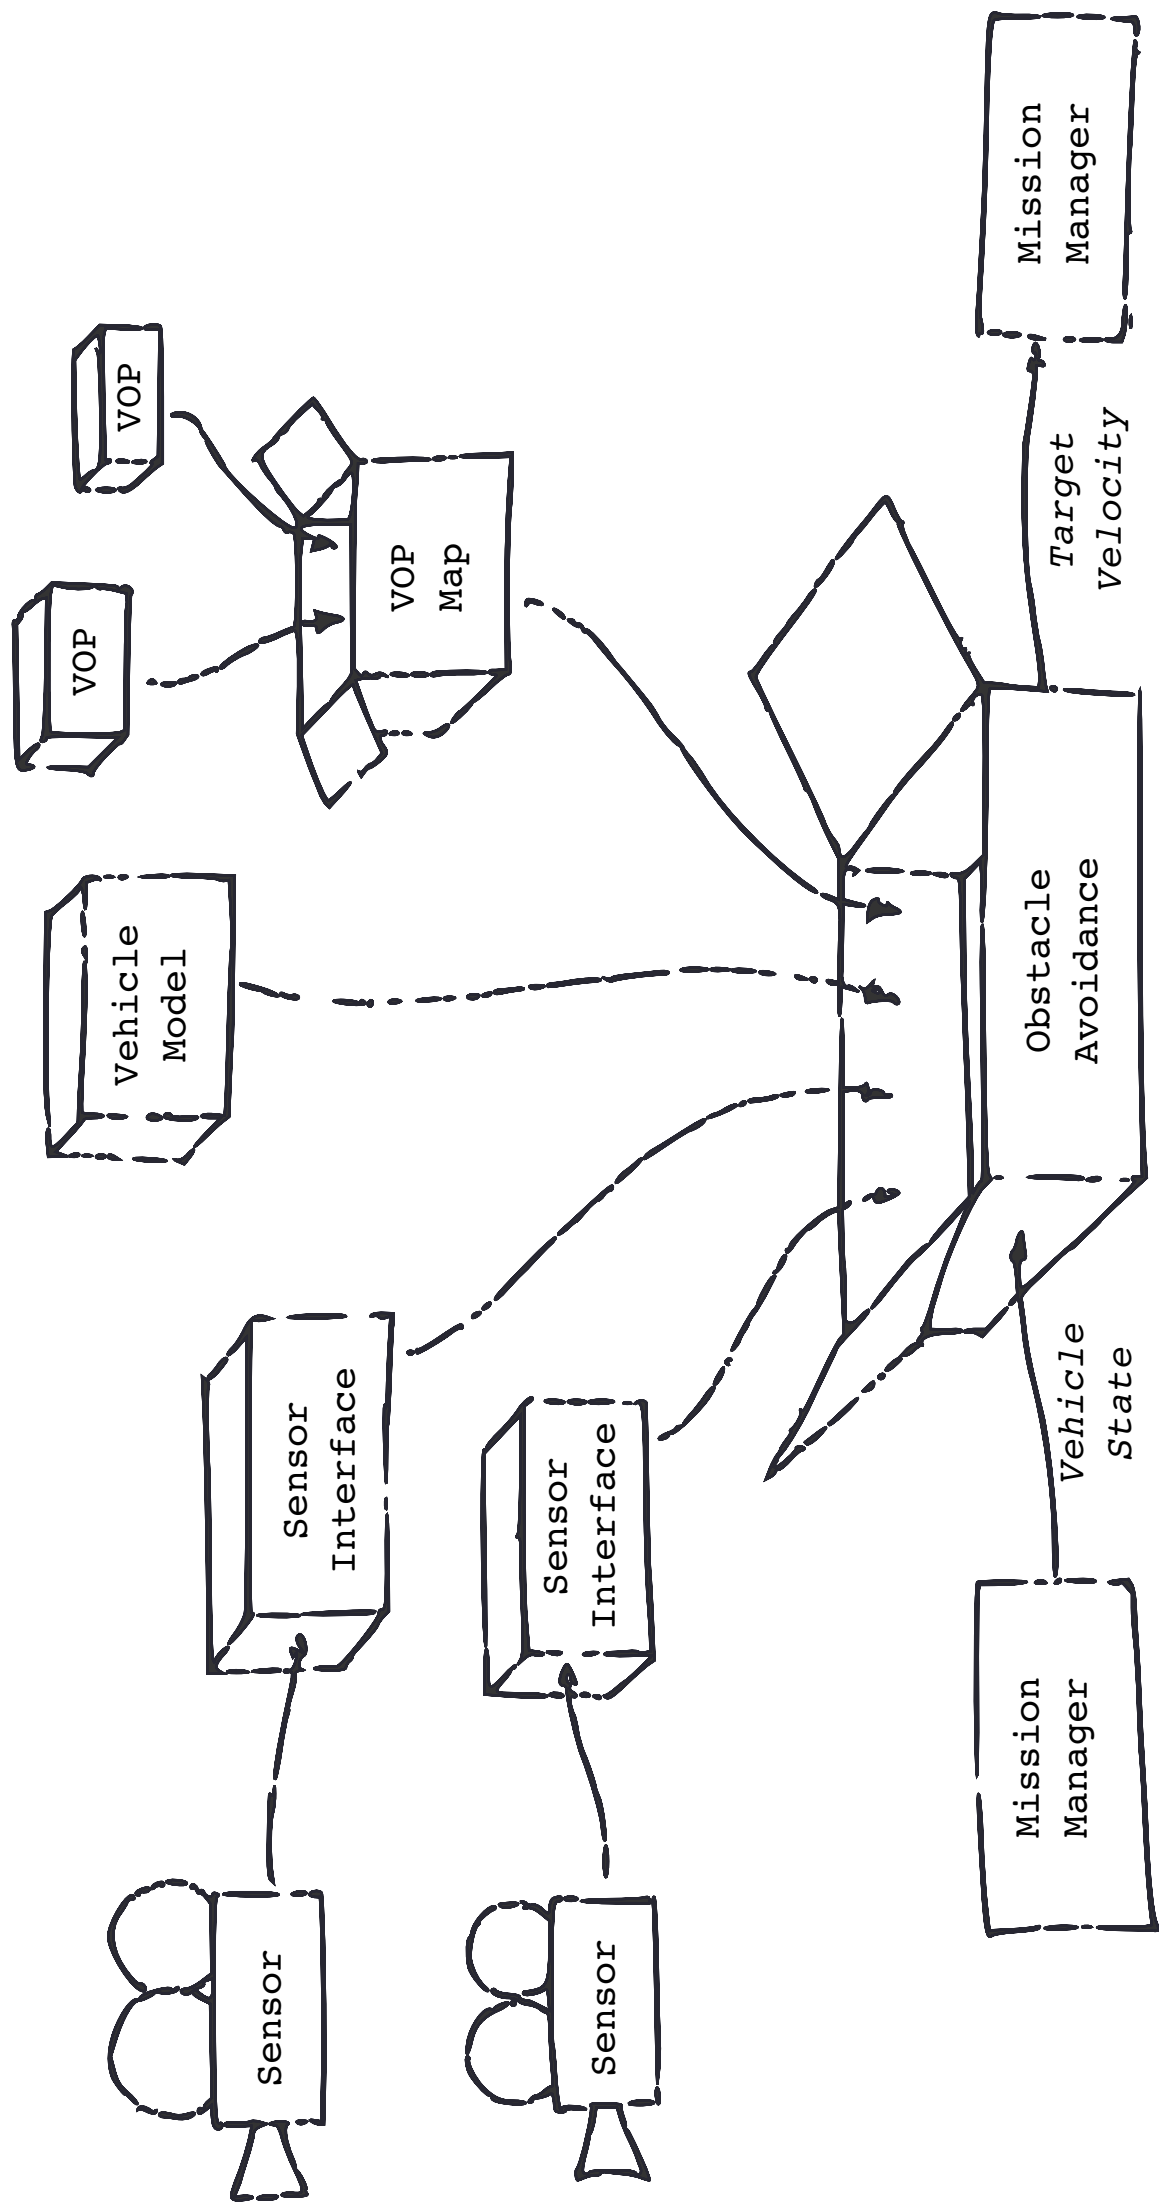 VOP
VOP
Vehicle
Model
Sensor
Sensor
Interface
VOP
Map
Sensor
Sensor
Interface
Mission
Manager
Vehicle
State
Obstacle
Avoidance
Target
Velocity
Mission
Manager